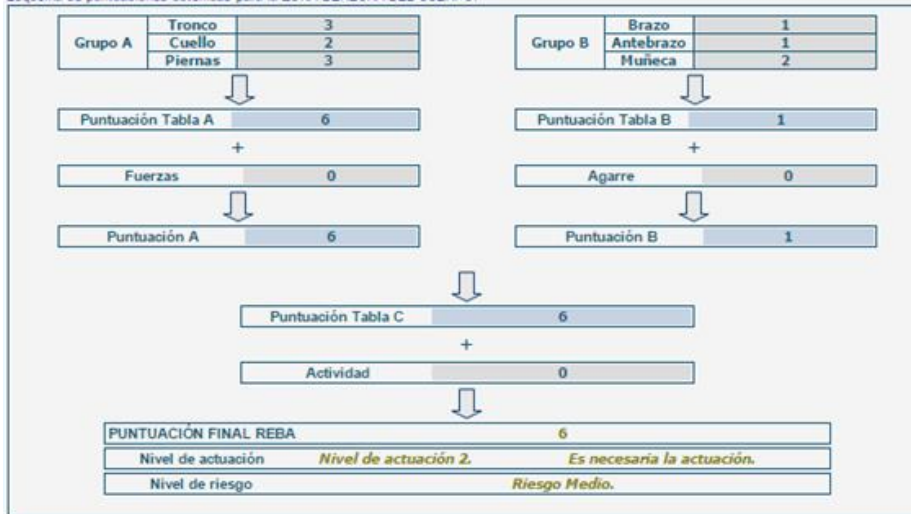 Grupo A
Tronco 3
Cuello 2
Piernas 3
Grupo B
Brazo 1
Antebrazo 1
Muñeca 2
Puntuación Tabla A 6
Puntuación Tabla B 1
+
+
Fuerzas 0
Agarre 0
Puntuación A 6
Puntuación B 1
Puntuación Tabla C 6
+
Actividad 0
PUNTUACIÓN FINAL REBA 6
Nivel de actuación Nivel de actuación 2. Es necesaria la actuación.
Nivel de riesgo Riesgo Medio.